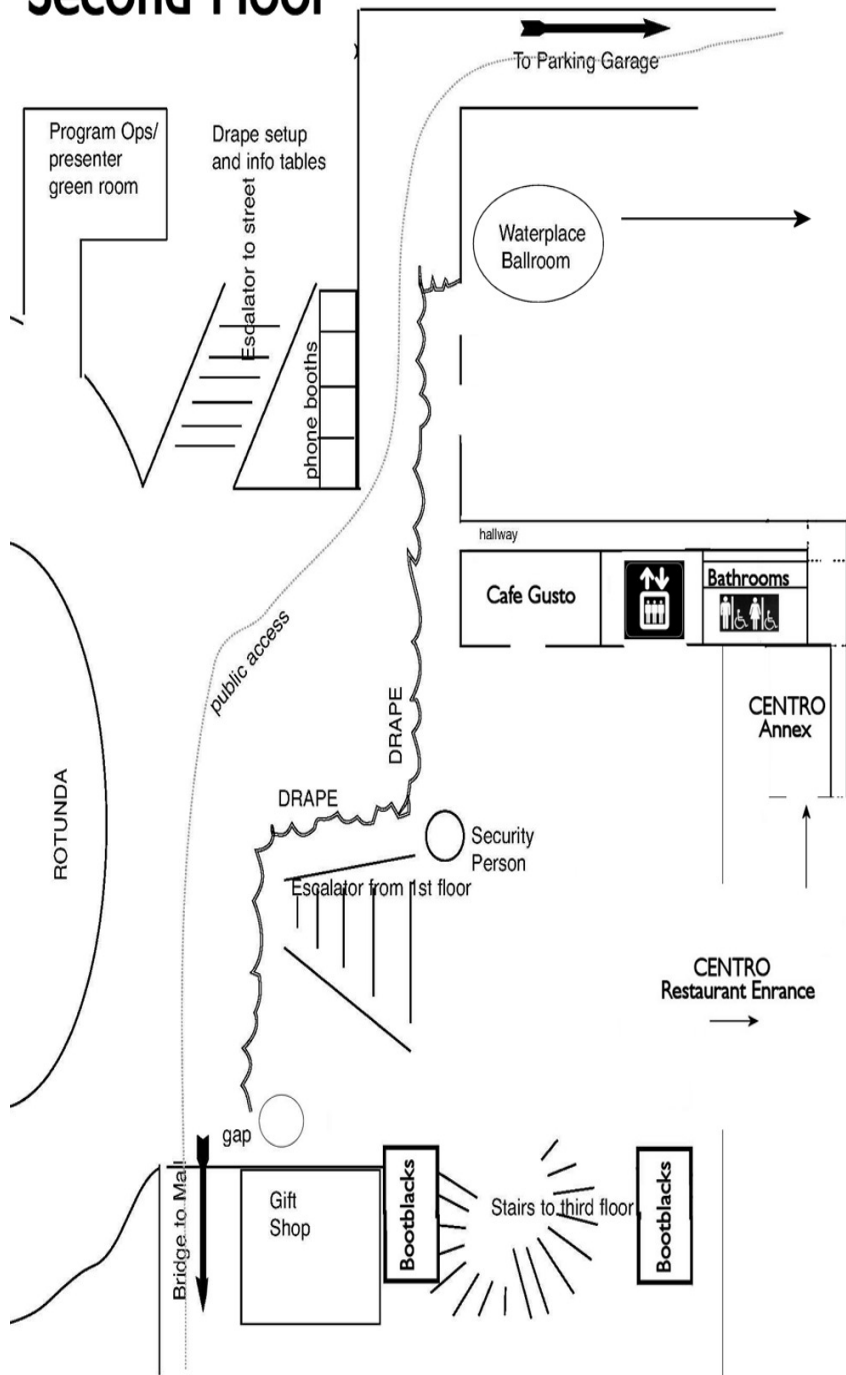 Second Floor
To Parking Garage
Program Ops/
presenter
green room
Drape setup
and info tables
Escalator to street
Waterplace
Ballroom
phone booths
hallway
Cafe Gusto
Bathrooms
public access
CENTRO
Annex
DRAPE
DRAPE
ROTUNDA
Security
Person
Escalator from 1st floor
CENTRO
Restaurant Enrance
gap
Bridge to Mall
Gift
Shop
Bootblacks
Stairs to third floor
Bootblacks